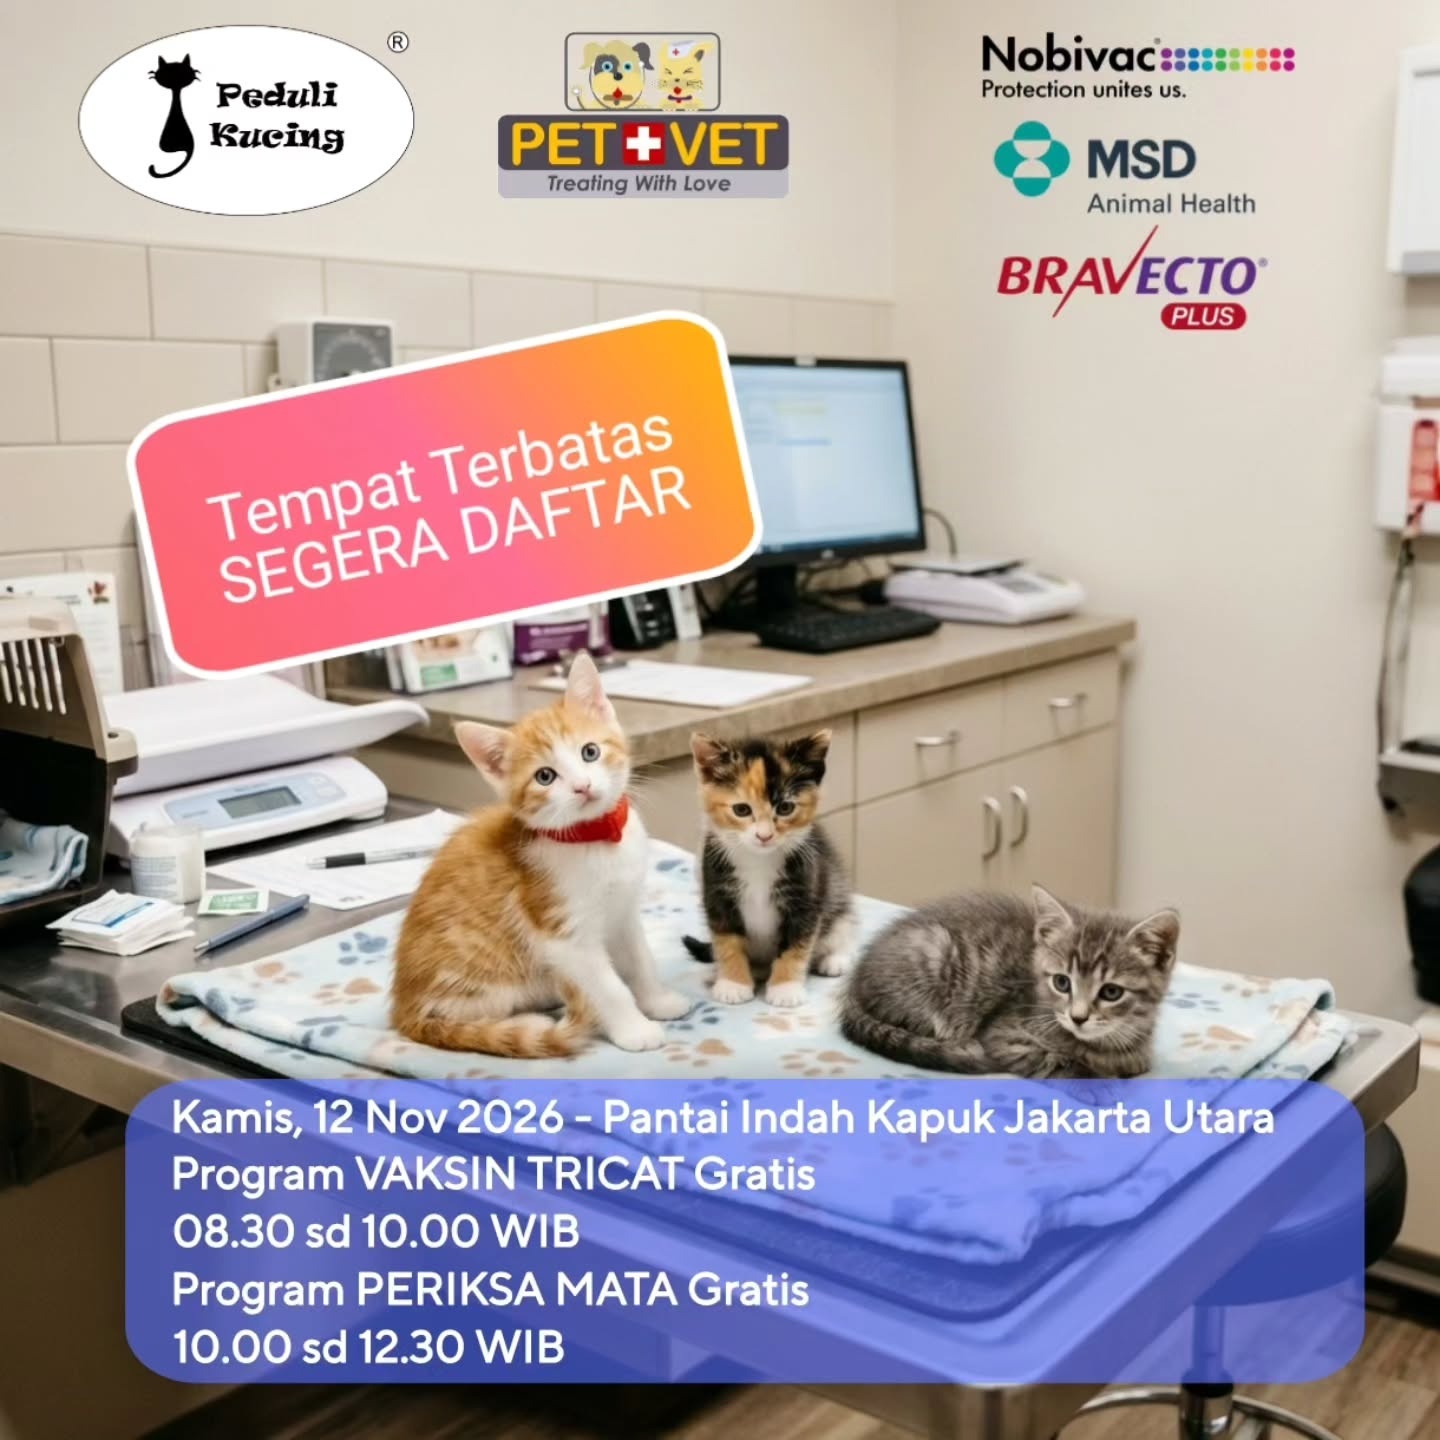 Peduli
Kucing
®
PET VET
Treating With Love
Nobivac
Protection unites us.
MSD
Animal Health
BRAVECTO®
PLUS
Tempat Terbatas
SEGERA DAFTAR
Kamis, 12 Nov 2026 - Pantai Indah Kapuk Jakarta Utara
Program VAKSIN TRICAT Gratis
08.30 sd 10.00 WIB
Program PERIKSA MATA Gratis
10.00 sd 12.30 WIB